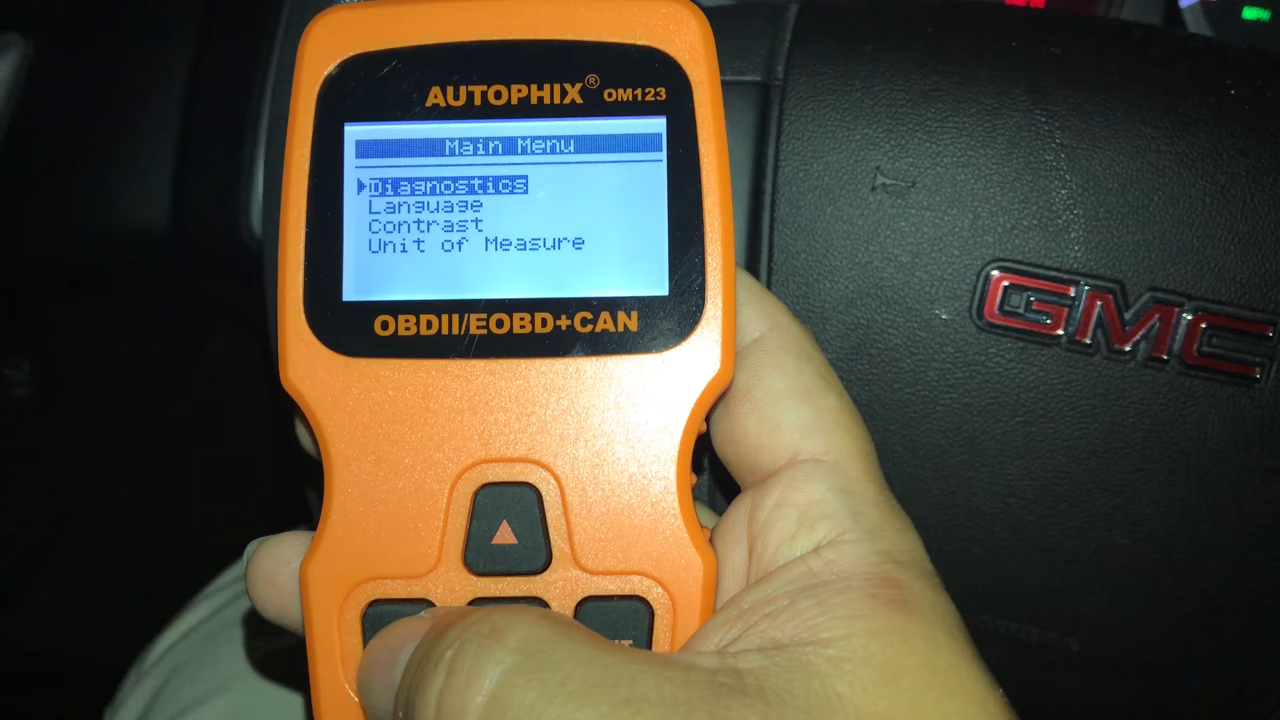 AUTOPHIX® OM123
Main Menu
Diagnostics
Language
Contrast
Unit of Measure
OBDII/EOBD+CAN
GMC